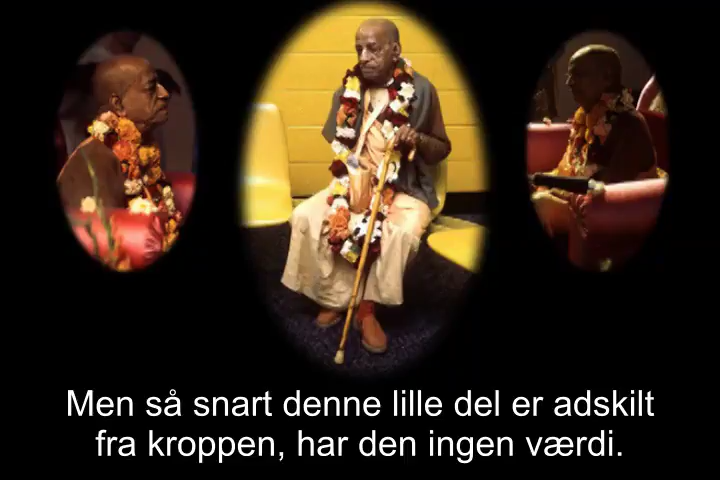 Men så snart denne lille del er adskilt
fra kroppen, har den ingen værdi.